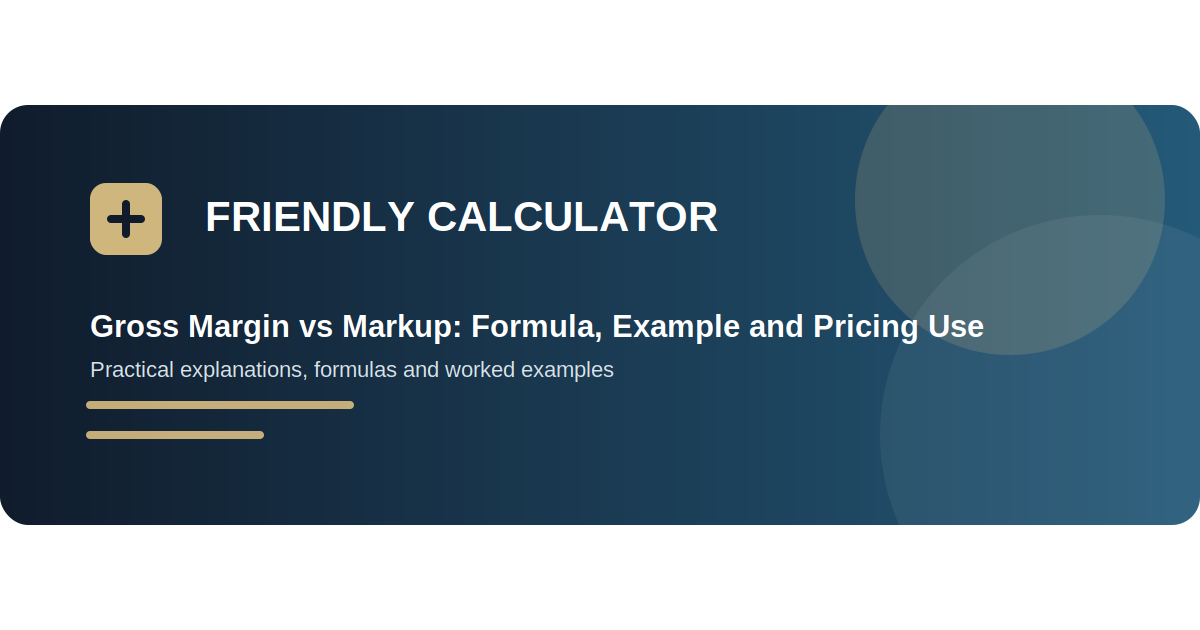 FRIENDLY CALCULATOR
Gross Margin vs Markup: Formula, Example and Pricing Use
Practical explanations, formulas and worked examples